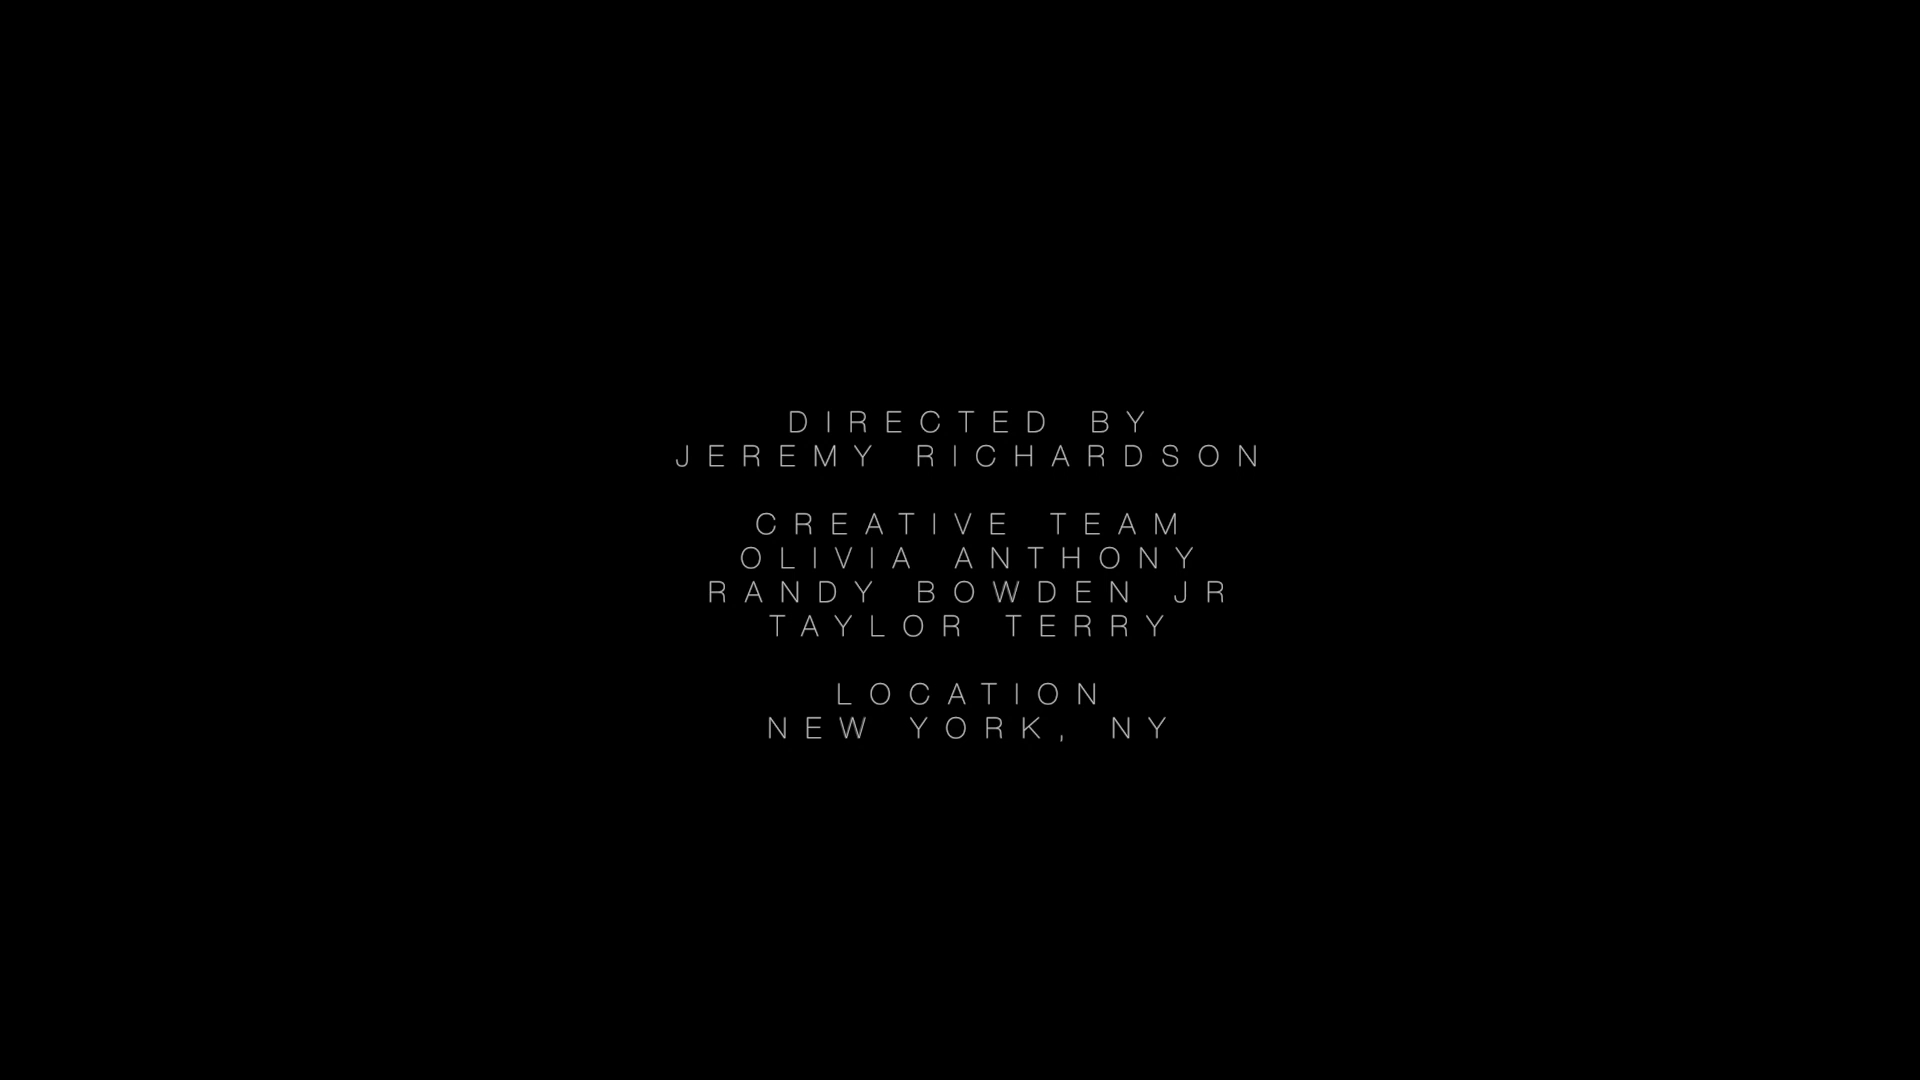 DIRECTED BY
JEREMY RICHARDSON
CREATIVE TEAM
OLIVIA ANTHONY
RANDY BOWDEN JR
TAYLOR TERRY
LOCATION
NEW YORK, NY